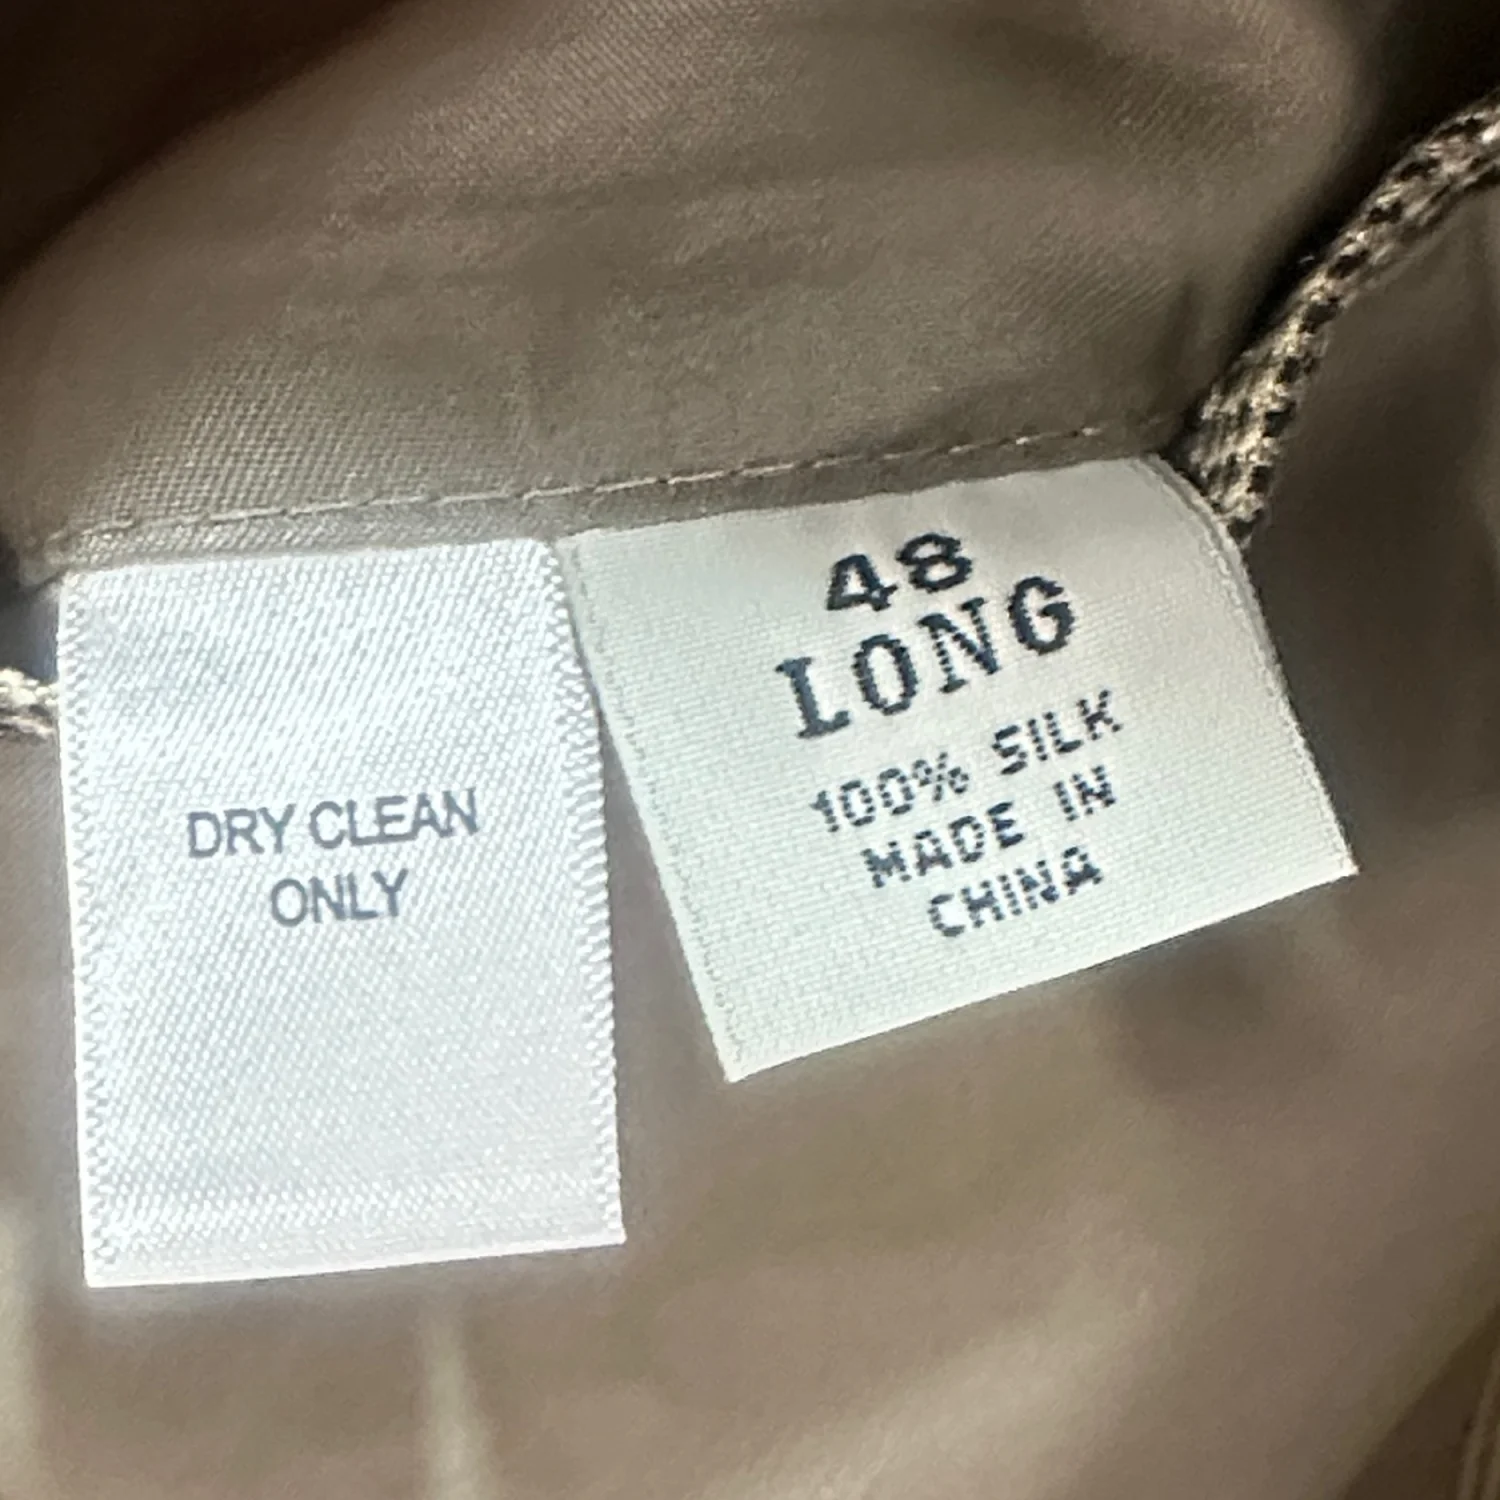 DRY CLEAN
ONLY
48
LONG
100% SILK
MADE IN
CHINA